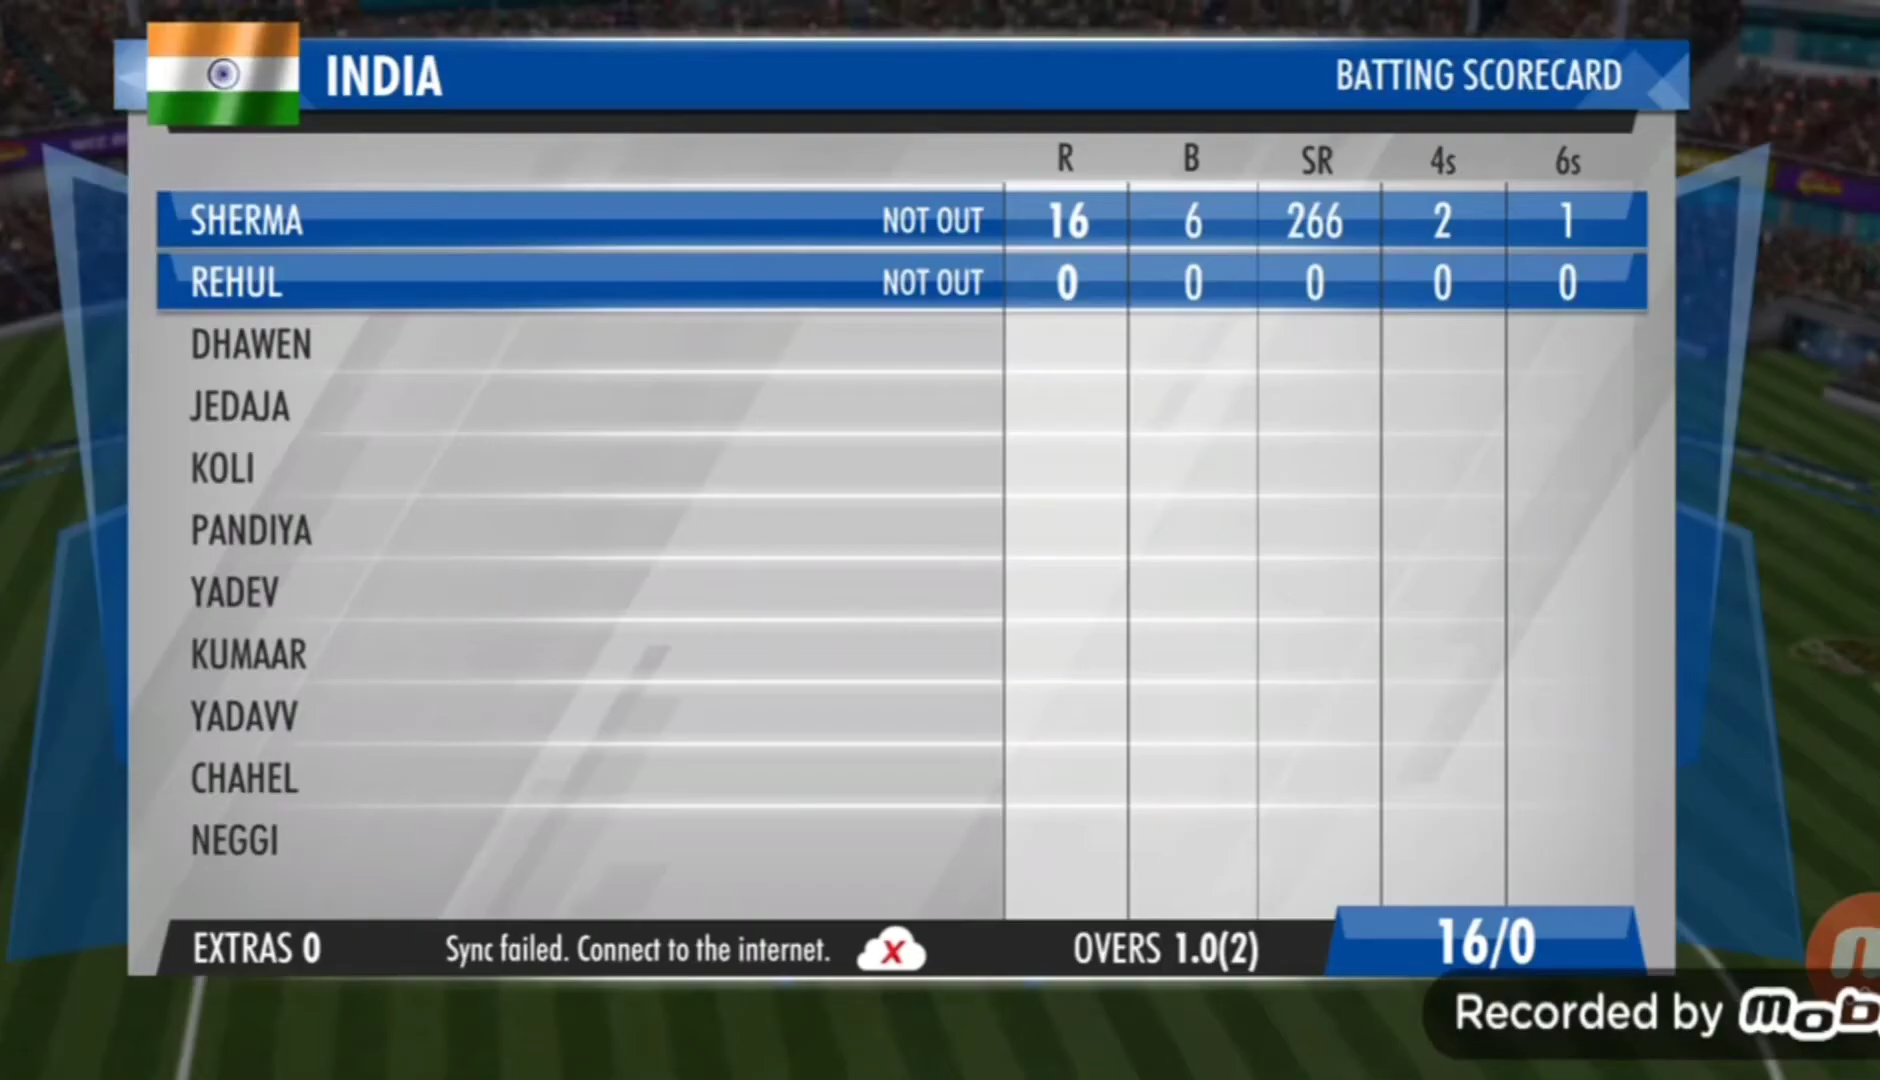 INDIA
BATTING SCORECARD
R B SR 4s 6s
SHERMA NOT OUT 16 6 266 2 1
REHUL NOT OUT 0 0 0 0 0
DHAWEN
JEDAJA
KOLI
PANDIYA
YADEV
KUMAAR
YADAVV
CHAHEL
NEGGI
EXTRAS 0 Sync failed. Connect to the internet. X OVERS 1.0(2) 16/0
Recorded by